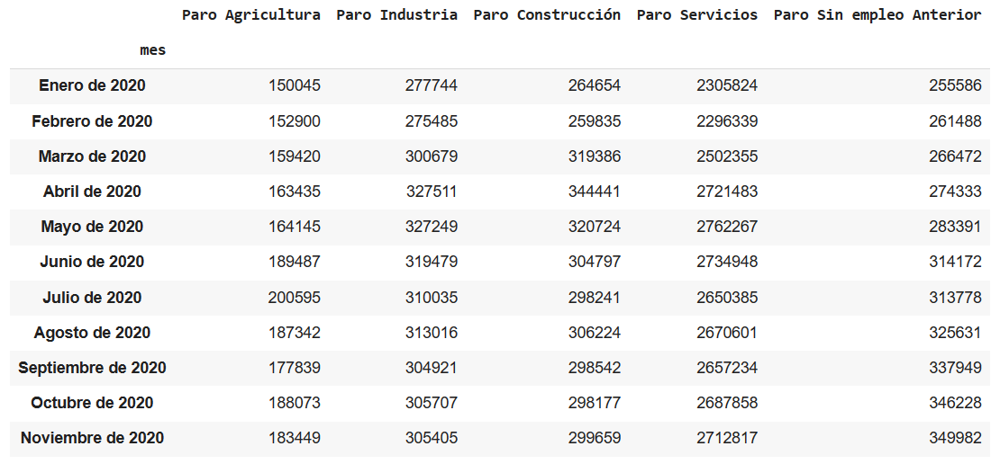 Paro Agricultura Paro Industria Paro Construcción Paro Servicios Paro Sin empleo Anterior
mes
Enero de 2020 150045 277744 264654 2305824 255586
Febrero de 2020 152900 275485 259835 2296339 261488
Marzo de 2020 159420 300679 319386 2502355 266472
Abril de 2020 163435 327511 344441 2721483 274333
Mayo de 2020 164145 327249 320724 2762267 283391
Junio de 2020 189487 319479 304797 2734948 314172
Julio de 2020 200595 310035 298241 2650385 313778
Agosto de 2020 187342 313016 306224 2670601 325631
Septiembre de 2020 177839 304921 298542 2657234 337949
Octubre de 2020 188073 305707 298177 2687858 346228
Noviembre de 2020 183449 305405 299659 2712817 349982